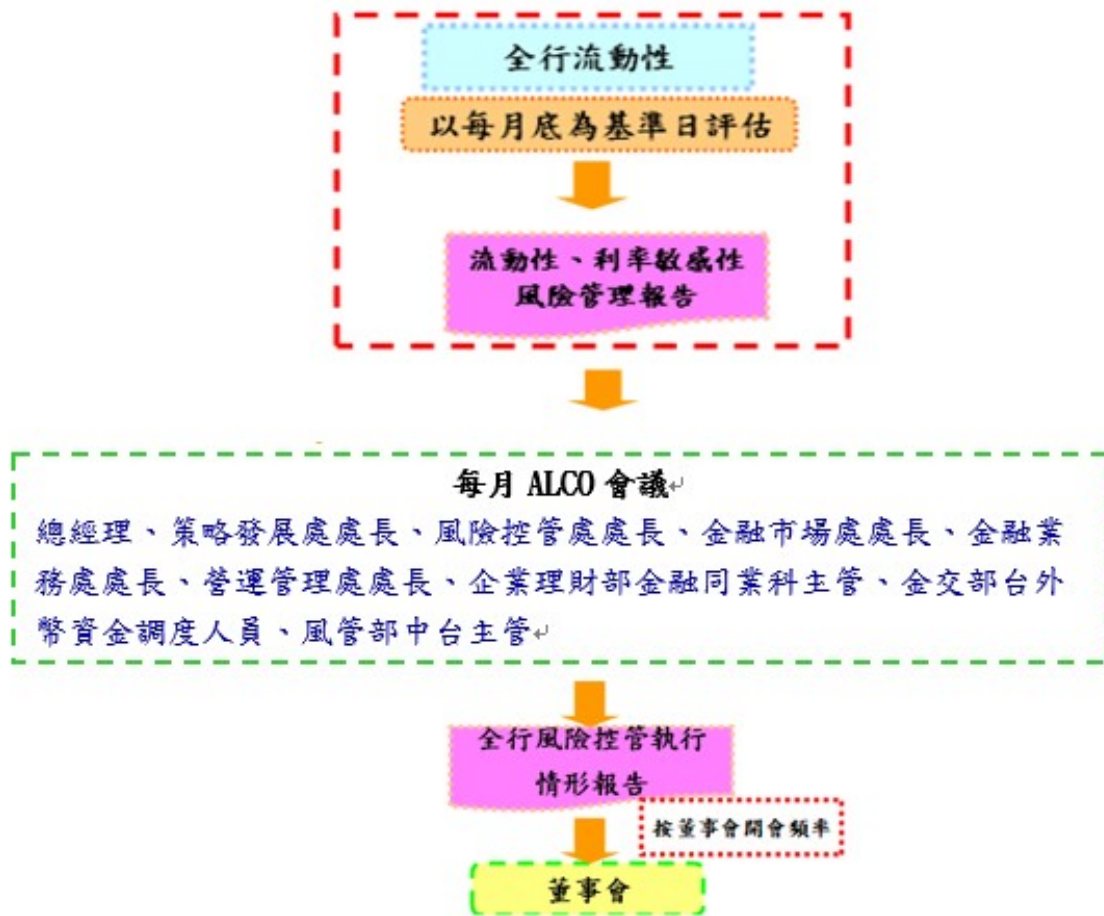 全行流動性
以每月底為基準日評估
流動性、利率敏感性
風險管理報告
每月 ALCO 會議↵
總經理、策略發展處處長、風險控管處處長、金融市場處處長、金融業
務處處長、營運管理處處長、企業理財部金融同業科主管、金交部台外
幣資金調度人員、風管部中台主管↵
全行風險控管執行
情形報告
按董事會開會頻率
董事會